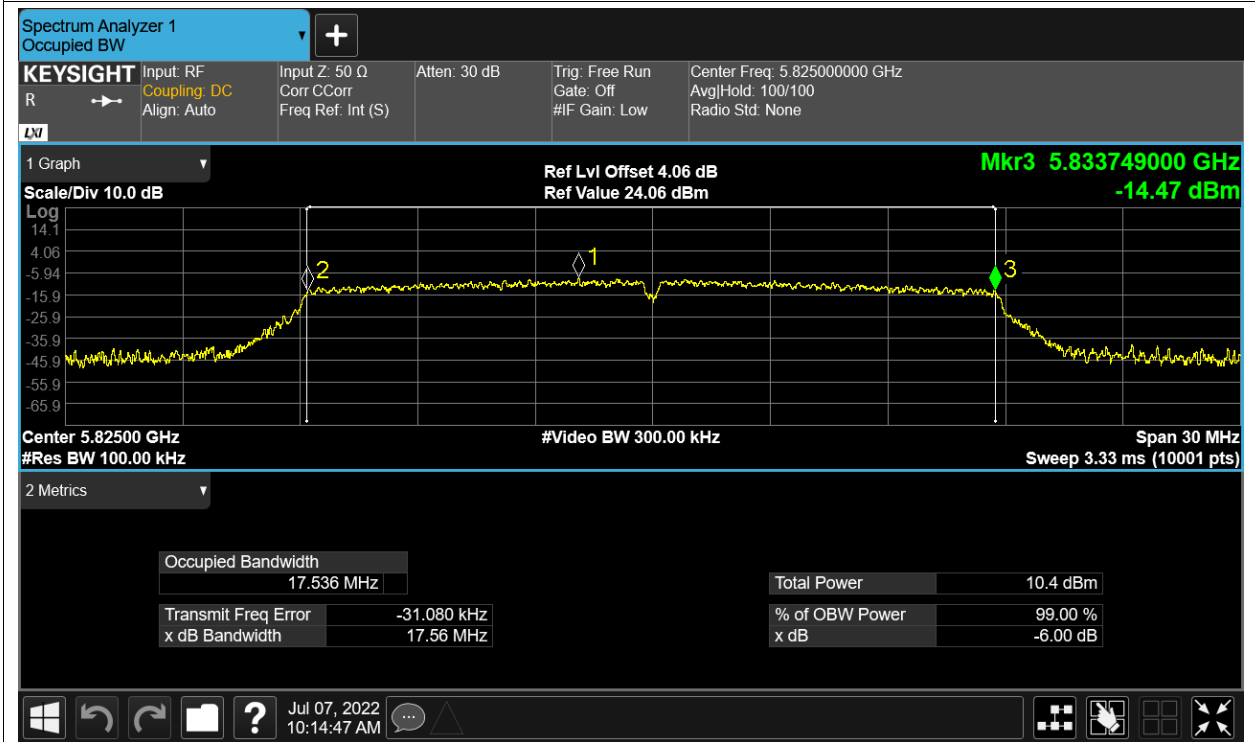 Spectrum Analyzer 1
Occupied BW
KEYSIGHT
R
LXI
Input: RF
Coupling: DC
Align: Auto
Input Z: 50 Ω
Corr CCorr
Freq Ref: Int (S)
Atten: 30 dB
Trig: Free Run
Gate: Off
#IF Gain: Low
Center Freq: 5.825000000 GHz
Avg|Hold: 100/100
Radio Std: None
1 Graph
Scale/Div 10.0 dB
Ref Lvl Offset 4.06 dB
Ref Value 24.06 dBm
Mkr3 5.833749000 GHz
-14.47 dBm
Log
14.1
4.06
-5.94
-15.9
-25.9
-35.9
-45.9
-55.9
-65.9
2
1
3
Center 5.82500 GHz
#Video BW 300.00 kHz
Span 30 MHz
#Res BW 100.00 kHz
Sweep 3.33 ms (10001 pts)
2 Metrics
Occupied Bandwidth
17.536 MHz
Transmit Freq Error -31.080 kHz
x dB Bandwidth 17.56 MHz
Total Power 10.4 dBm
% of OBW Power 99.00 %
x dB -6.00 dB
?
Jul 07, 2022
10:14:47 AM